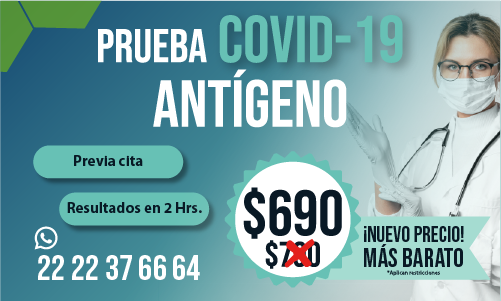 PRUEBA COVID-19
ANTÍGENO
Previa cita
Resultados en 2 Hrs.
22 22 37 66 64
$690
¡NUEVO PRECIO!
MÁS BARATO
*Aplican restricciones